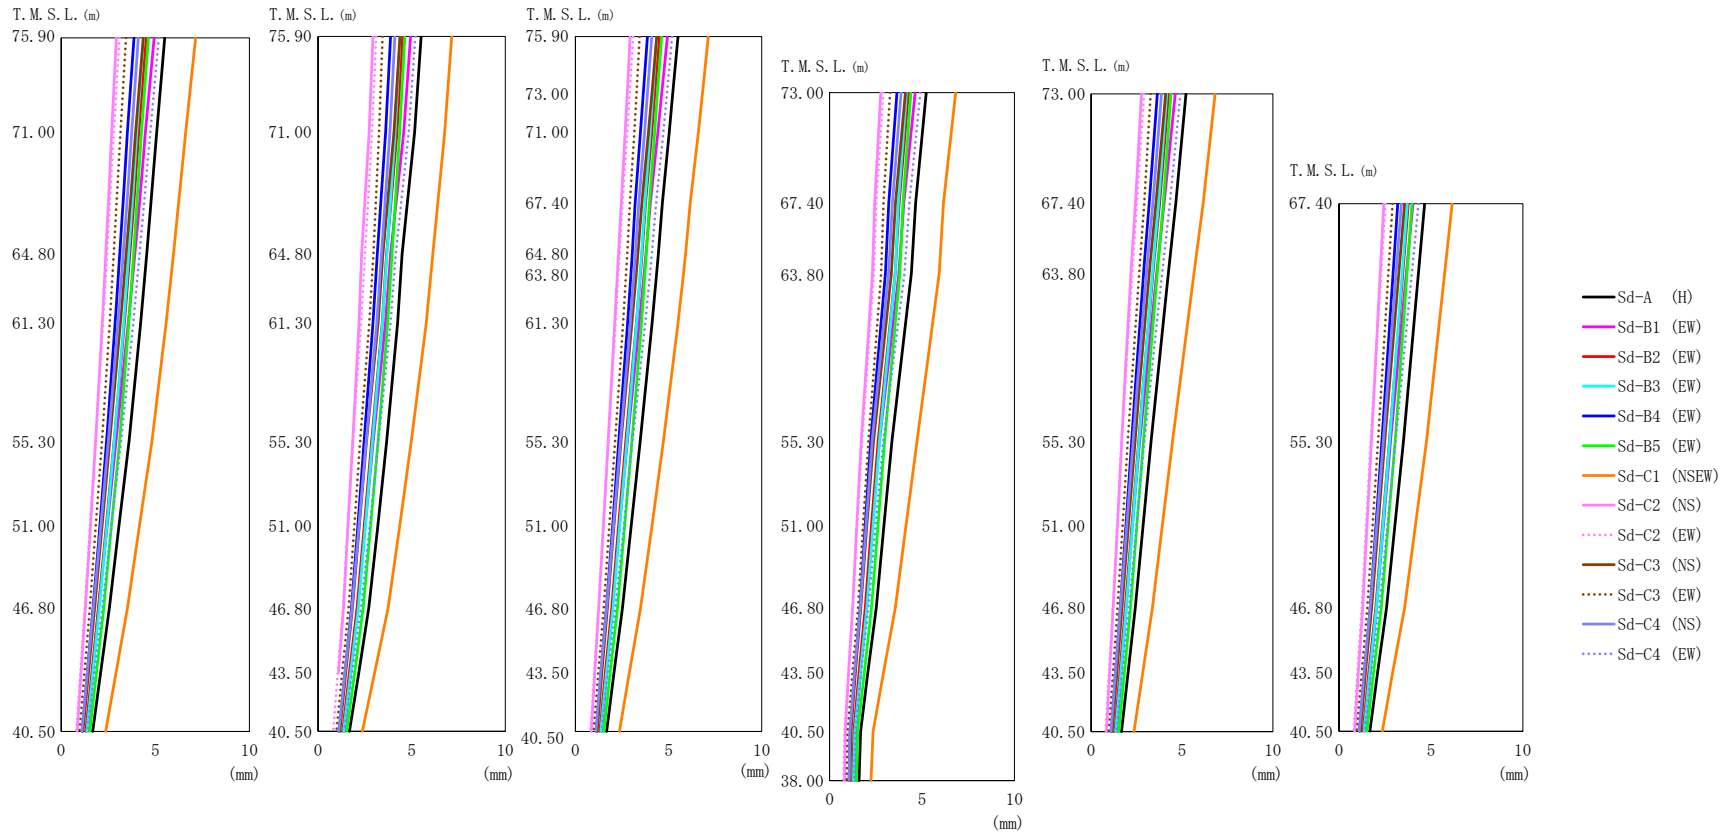 T.M.S.L.(m)
75.90
71.00
64.80
61.30
55.30
51.00
46.80
40.50
0 5 10
(mm)
T.M.S.L.(m)
75.90
71.00
67.40
64.80
61.30
55.30
51.00
46.80
43.50
40.50
0 5 10
(mm)
T.M.S.L.(m)
75.90
73.00
71.00
67.40
64.80
63.80
61.30
55.30
51.00
46.80
43.50
40.50
0 5 10
(mm)
T.M.S.L.(m)
73.00
67.40
63.80
55.30
51.00
46.80
43.50
40.50
38.00
0 5 10
(mm)
T.M.S.L.(m)
73.00
67.40
63.80
55.30
51.00
46.80
43.50
40.50
0 5 10
(mm)
T.M.S.L.(m)
67.40
55.30
46.80
43.50
40.50
0 5 10
(mm)
Sd-A (H)
Sd-B1 (EW)
Sd-B2 (EW)
Sd-B3 (EW)
Sd-B4 (EW)
Sd-B5 (EW)
Sd-C1 (NSEW)
Sd-C2 (NS)
Sd-C2 (EW)
Sd-C3 (NS)
Sd-C3 (EW)
Sd-C4 (NS)
Sd-C4 (EW)